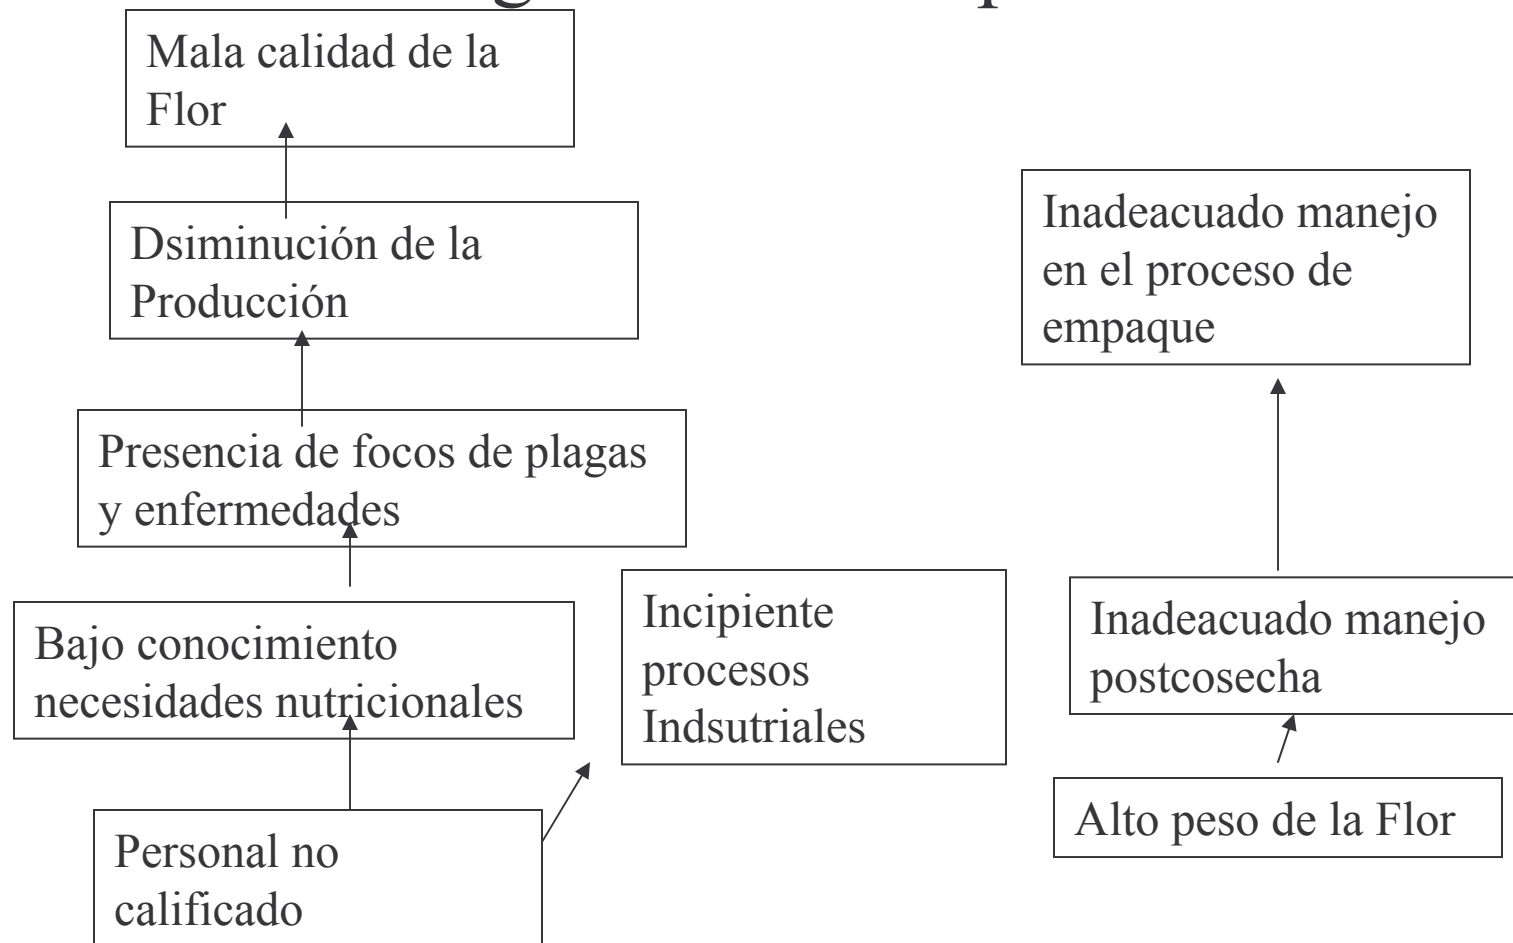 Mala calidad de la
Flor
Dsiminución de la
Producción
Presencia de focos de plagas
y enfermedades
Bajo conocimiento
necesidades nutricionales
Personal no
calificado
Incipiente
procesos
Indsutriales
Inadeacuado manejo
en el proceso de
empaque
Inadeacuado manejo
postcosecha
Alto peso de la Flor